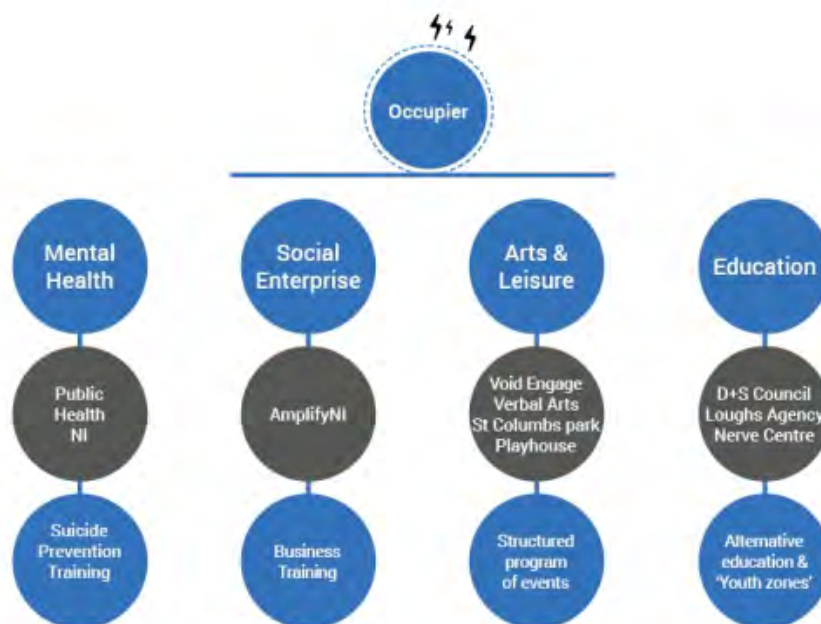 Occupier
Mental
Health
Social
Enterprise
Arts &
Leisure
Education
Public
Health
NI
AmplifyNI
Void Engage
Verbal Arts
St Columbs park
Playhouse
D+S Council
Loughs Agency
Nerve Centre
Suicide
Prevention
Training
Business
Training
Structured
program
of events
Alternative
education &
‘Youth zones’